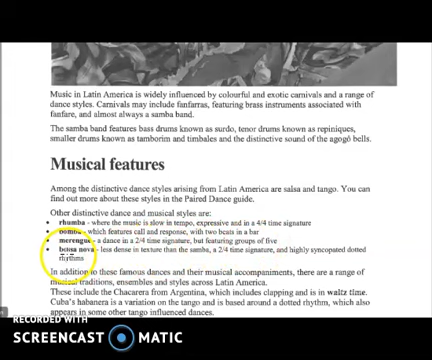 Music in Latin America is widely influenced by colourful and exotic carnivals and a range of
dance styles. Carnivals may include fanfarras, featuring brass instruments associated with
fanfare, and almost always a samba band.
The samba band features bass drums known as surdo, tenor drums known as repiniques,
smaller drums known as tamborim and timbales and the distinctive sound of the agogô bells.
Musical features
Among the distinctive dance styles arising from Latin America are salsa and tango. You can
find out more about these styles in the Paired Dance guide.
Other distinctive dance and musical styles are:
• rhumba - where the music is slow in tempo, expressive and in a 4/4 time signature
• bomba - which features call and response, with two beats in a bar
• merengue - a dance in a 2/4 time signature, but featuring groups of five
• bossa nova - less dense in texture than the samba, a 2/4 time signature, and highly syncopated dotted
rhythms
In addition to these famous dances and their musical accompaniments, there are a range of
musical traditions, ensembles and styles across Latin America.
These include the Chacarera from Argentina, which includes clapping and is in waltz time.
Cuba's habanera is a variation on the tango and is based around a dotted rhythm, which also
appears in some other tango influenced dances.
RECORDED WITH
SCREENCAST MATIC